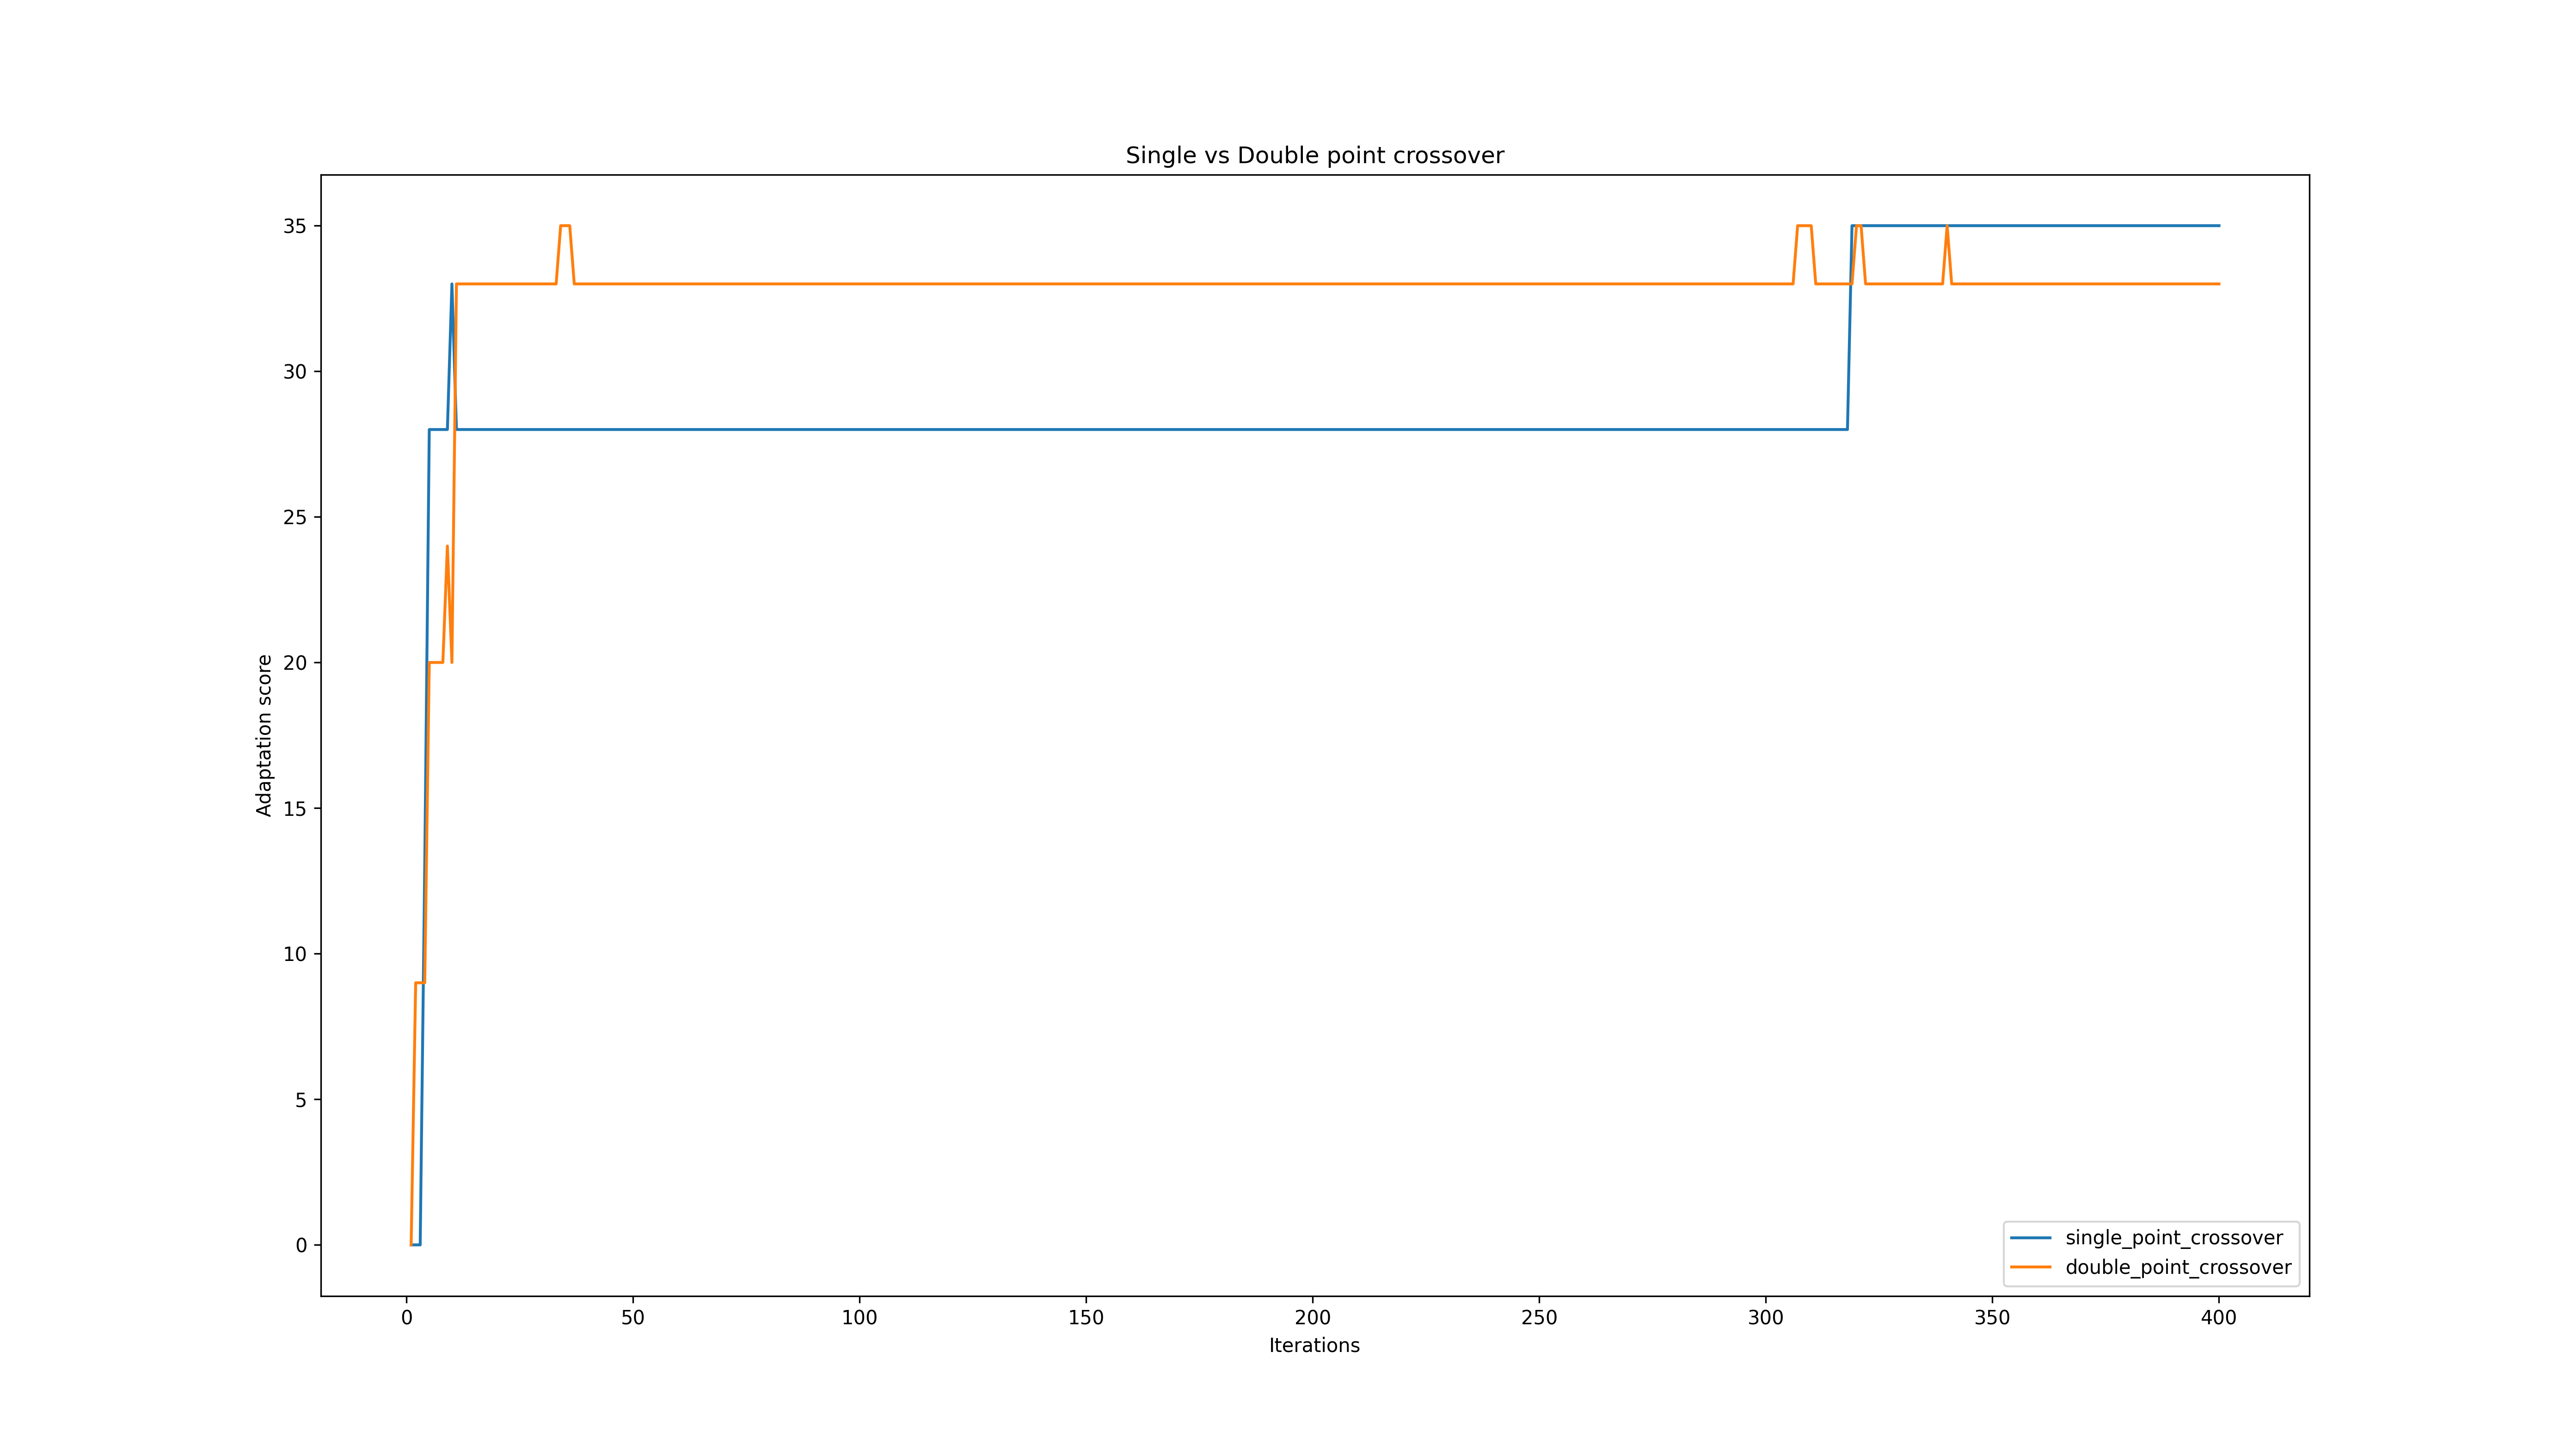 Single vs Double point crossover
35
30
25
20
15
10
5
0
Adaptation score
0 50 100 150 200 250 300 350 400
Iterations
single_point_crossover
double_point_crossover